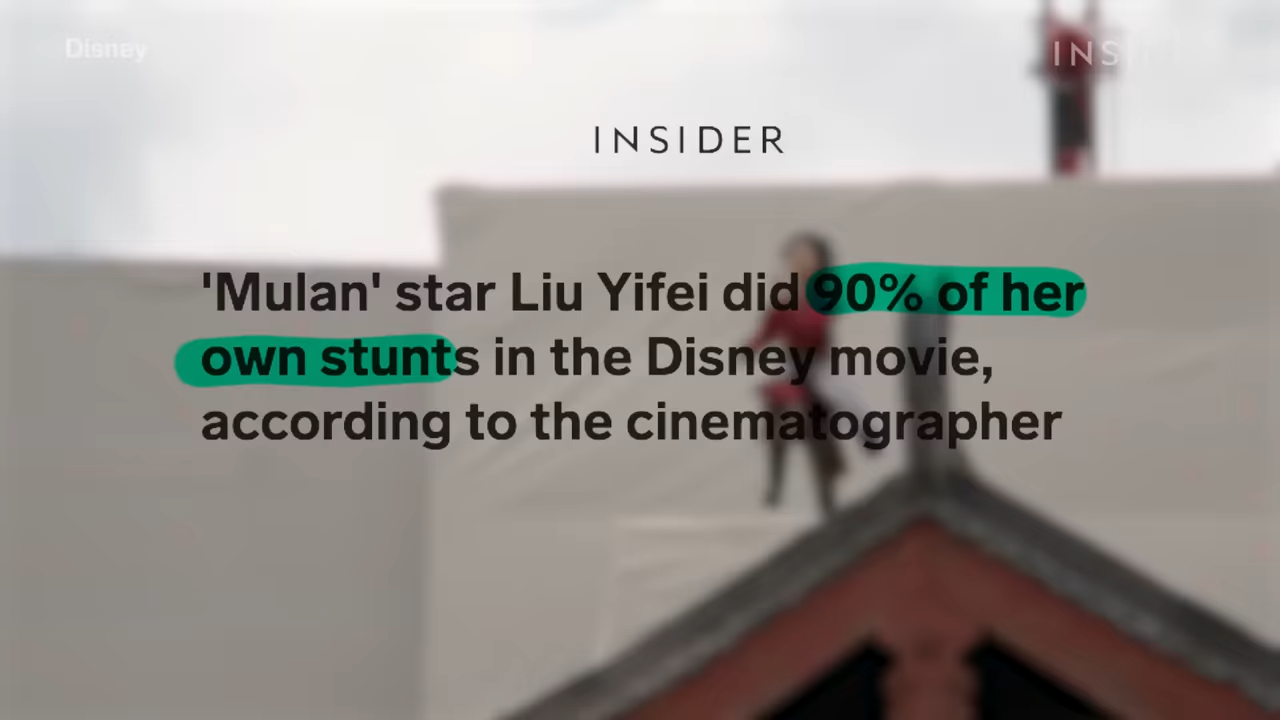 Disney
INS
INSIDER
'Mulan' star Liu Yifei did 90% of her
own stunts in the Disney movie,
according to the cinematographer